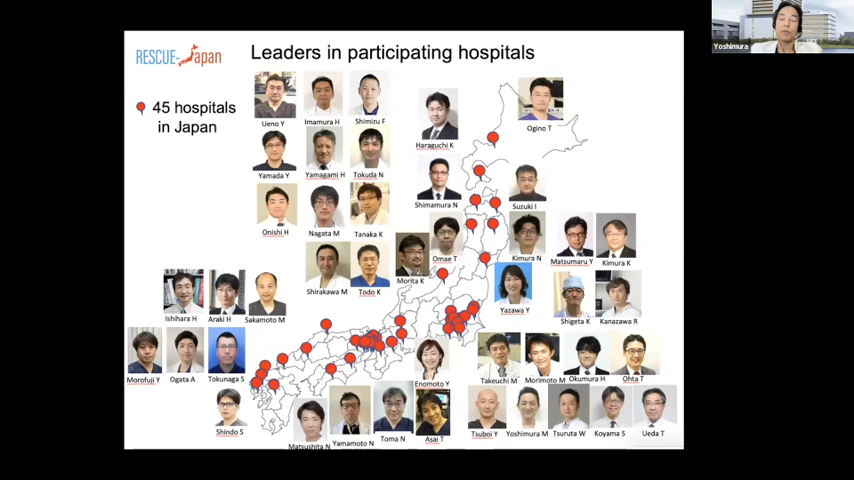 RESCUE-Japan
Leaders in participating hospitals
Yoshimura
45 hospitals
in Japan
Ueno Y
Imamura H
Shimizu F
Haraguchi K
Ogino T
Yamada Y
Yamagami H
Tokuda N
Shimamura N
Suzuki I
Onishi H
Nagata M
Tanaka K
Omae T
Kimura N
Matsumaru Y
Kimura K
Shirakawa M
Todo K
Morita K
Yazawa Y
Shigeta K
Kanazawa R
Ishihara H
Araki H
Sakamoto M
Morofuji Y
Ogata A
Tokunaga S
Enomoto Y
Takeuchi M
Morimoto M
Okumura H
Ohta T
Shindo S
Matsushita N
Yamamoto N
Toma N
Asai T
Tsuboi Y
Yoshimura M
Tsuruta W
Koyama S
Ueda T